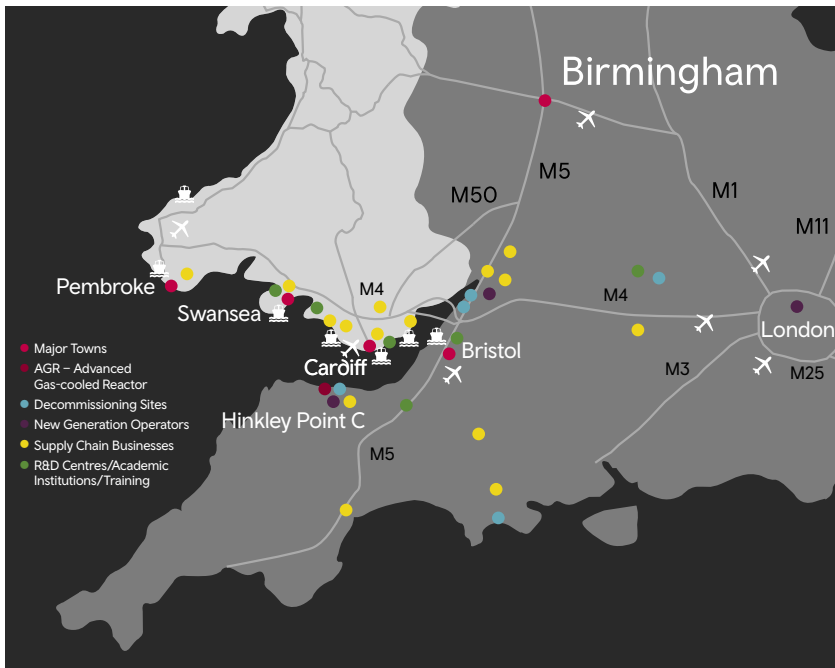 Birmingham
M5
M50
M1
M11
Pembroke
M4
Swansea
M4
London
Bristol
Cardiff
M3
M25
Hinkley Point C
M5
Major Towns
AGR – Advanced
Gas-cooled Reactor
Decommissioning Sites
New Generation Operators
Supply Chain Businesses
R&D Centres/Academic
Institutions/Training